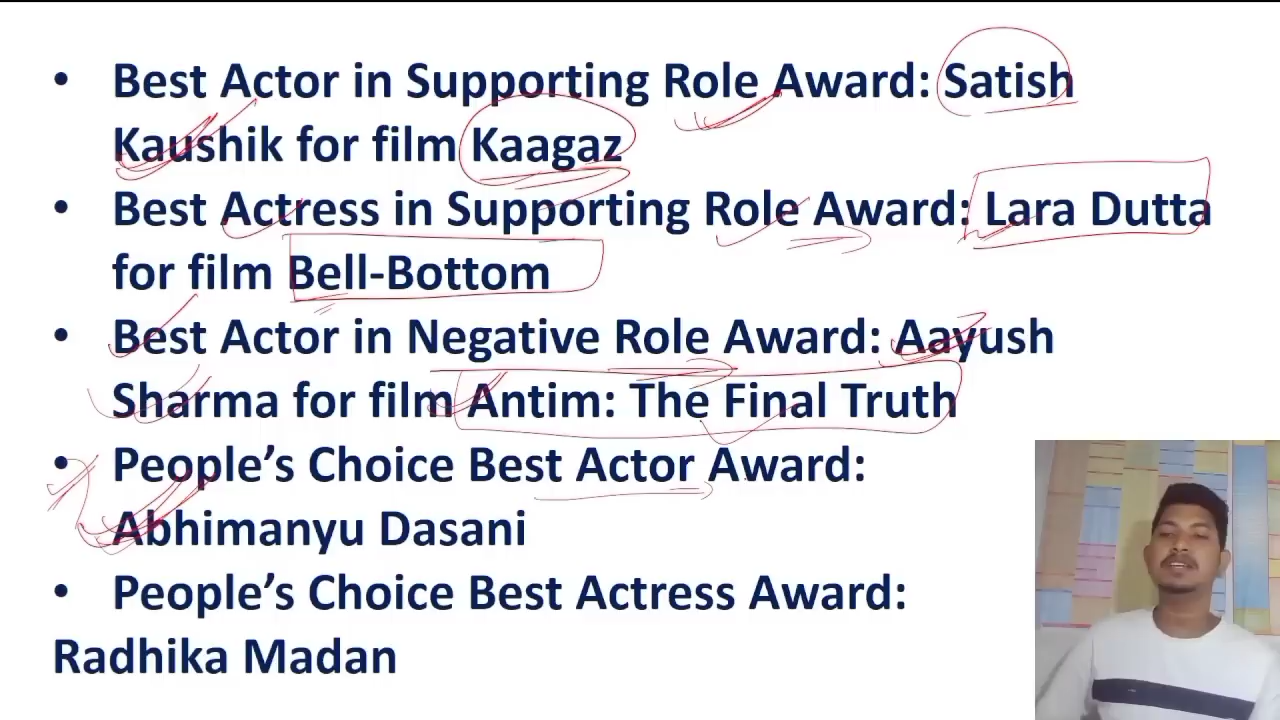 • Best Actor in Supporting Role Award: Satish
Kaushik for film Kaagaz
• Best Actress in Supporting Role Award: Lara Dutta
for film Bell-Bottom
• Best Actor in Negative Role Award: Aayush
Sharma for film Antim: The Final Truth
• People’s Choice Best Actor Award:
Abhimanyu Dasani
• People’s Choice Best Actress Award:
Radhika Madan